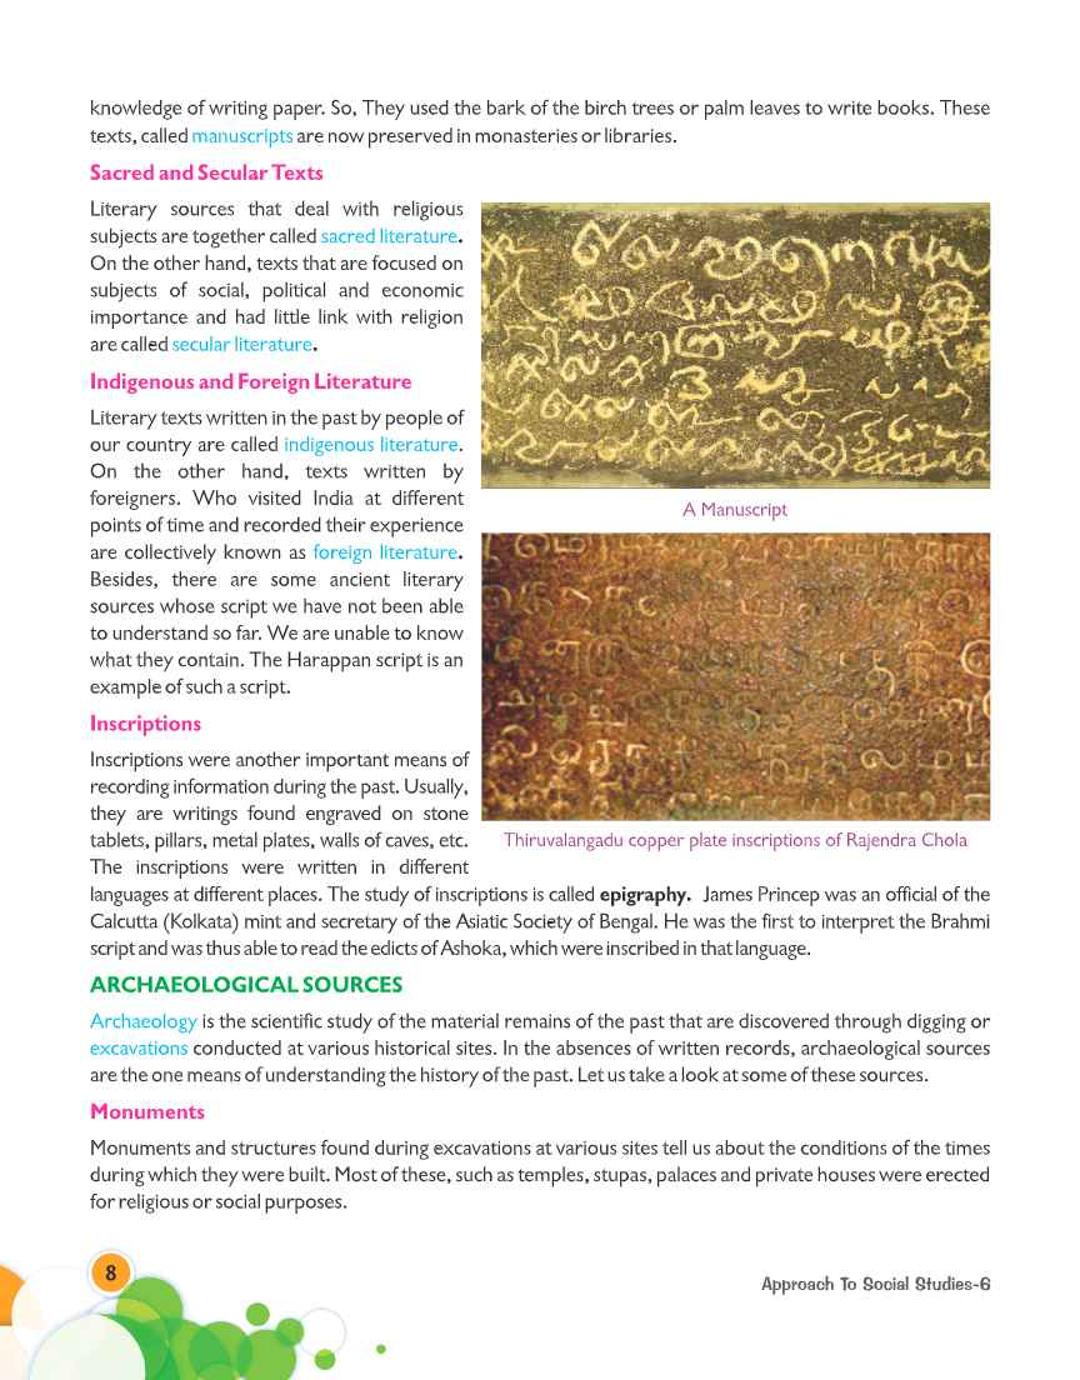 knowledge of writing paper. So, They used the bark of the birch trees or palm leaves to write books. These
texts, called manuscripts are now preserved in monasteries or libraries.
Sacred and Secular Texts
Literary sources that deal with religious
subjects are together called sacred literature.
On the other hand, texts that are focused on
subjects of social, political and economic
importance and had little link with religion
are called secular literature.
Indigenous and Foreign Literature
Literary texts written in the past by people of
our country are called indigenous literature.
On the other hand, texts written by
foreigners. Who visited India at different
points of time and recorded their experience
are collectively known as foreign literature.
Besides, there are some ancient literary
sources whose script we have not been able
to understand so far. We are unable to know
what they contain. The Harappan script is an
example of such a script.
A Manuscript
Inscriptions
Inscriptions were another important means of
recording information during the past. Usually,
they are writings found engraved on stone
tablets, pillars, metal plates, walls of caves, etc.
The inscriptions were written in different
Thiruvalangadu copper plate inscriptions of Rajendra Chola
languages at different places. The study of inscriptions is called epigraphy. James Princep was an official of the
Calcutta (Kolkata) mint and secretary of the Asiatic Society of Bengal. He was the first to interpret the Brahmi
script and was thus able to read the edicts of Ashoka, which were inscribed in that language.
ARCHAEOLOGICAL SOURCES
Archaeology is the scientific study of the material remains of the past that are discovered through digging or
excavations conducted at various historical sites. In the absences of written records, archaeological sources
are the one means of understanding the history of the past. Let us take a look at some of these sources.
Monuments
Monuments and structures found during excavations at various sites tell us about the conditions of the times
during which they were built. Most of these, such as temples, stupas, palaces and private houses were erected
for religious or social purposes.
8
Approach To Social Studies-6